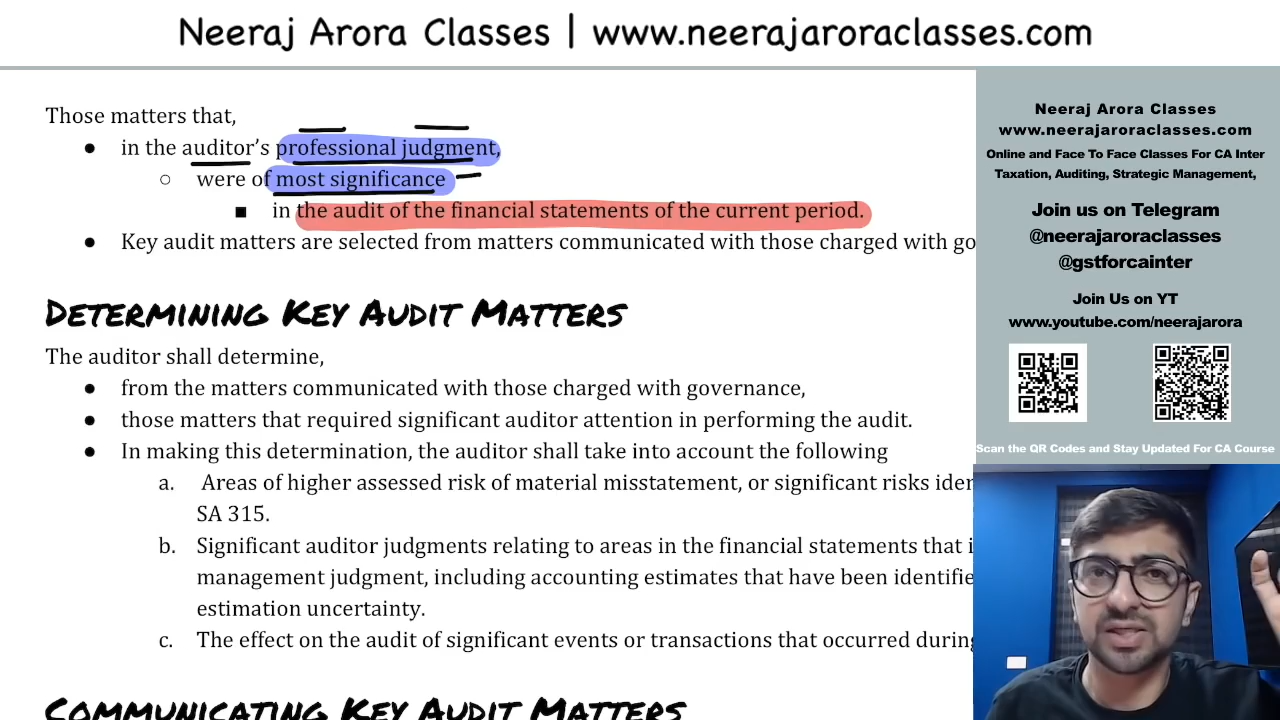 Neeraj Arora Classes | www.neerajaroraclasses.com
Those matters that,
● in the auditor’s professional judgment,
○ were of most significance
■ in the audit of the financial statements of the current period.
● Key audit matters are selected from matters communicated with those charged with go
DETERMINING KEY AUDIT MATTERS
The auditor shall determine,
● from the matters communicated with those charged with governance,
● those matters that required significant auditor attention in performing the audit.
● In making this determination, the auditor shall take into account the following
a. Areas of higher assessed risk of material misstatement, or significant risks iden
SA 315.
b. Significant auditor judgments relating to areas in the financial statements that i
management judgment, including accounting estimates that have been identifie
estimation uncertainty.
c. The effect on the audit of significant events or transactions that occurred during
COMMUNICATING KEY AUDIT MATTERS
Neeraj Arora Classes
www.neerajaroraclasses.com
Online and Face To Face Classes For CA Inter
Taxation, Auditing, Strategic Management,
Join us on Telegram
@neerajaroraclasses
@gstforcainter
Join Us on YT
www.youtube.com/neerajarora
Scan the QR Codes and Stay Updated For CA Course